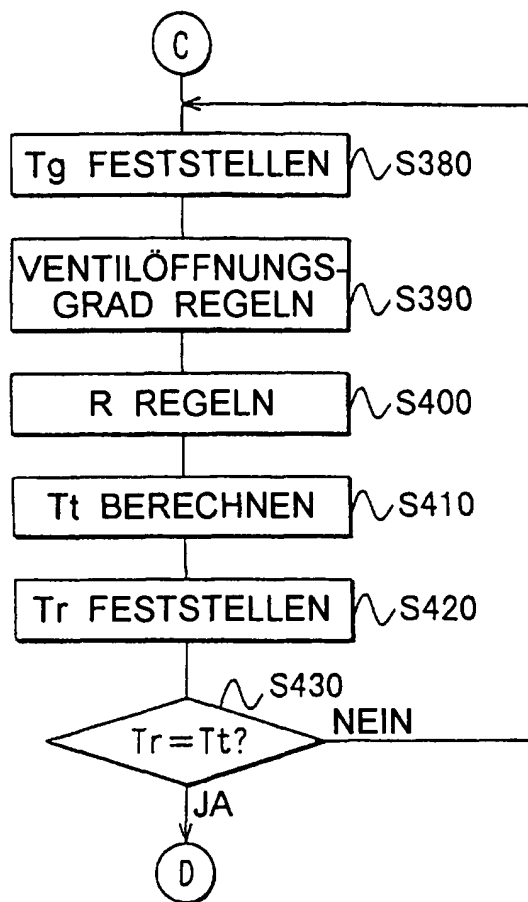 C
Tg FESTSTELLEN S380
VENTILÖFFNUNGS-
GRAD REGELN S390
R REGELN S400
Tt BERECHNEN S410
Tr FESTSTELLEN S420
S430
Tr=Tt? NEIN
JA
D